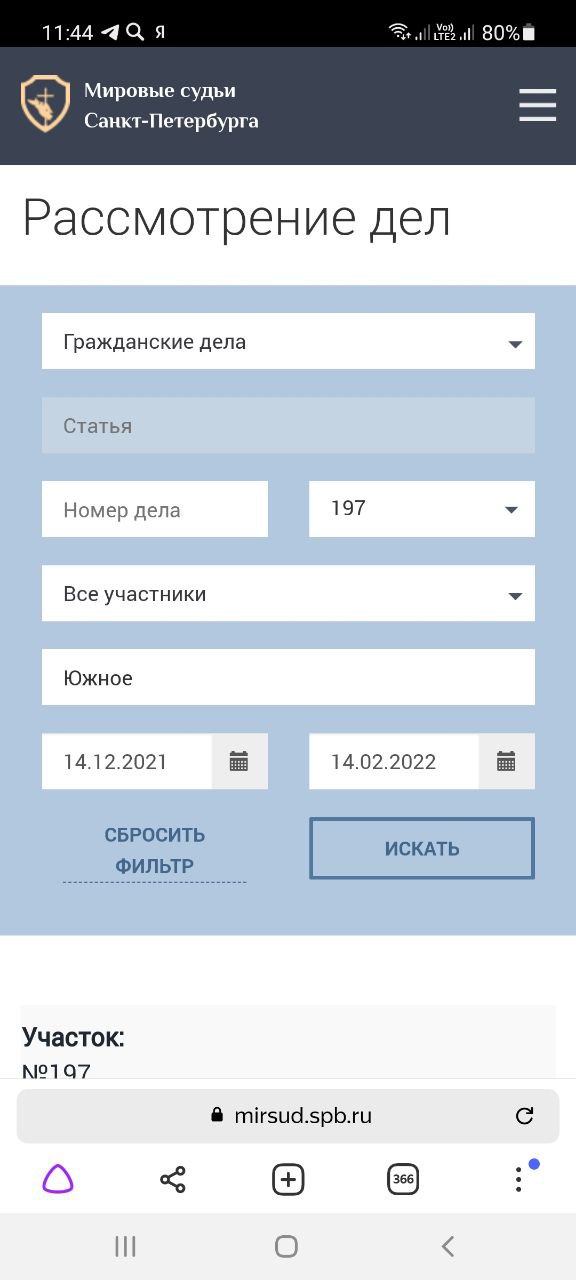 11:44 Я Vo)) LTE2 80%
Мировые судьи
Санкт-Петербурга
Рассмотрение дел
Гражданские дела
Статья
Номер дела 197
Все участники
Южное
14.12.2021 14.02.2022
СБРОСИТЬ
ФИЛЬТР
ИСКАТЬ
Участок:
№197
mirsud.spb.ru
366